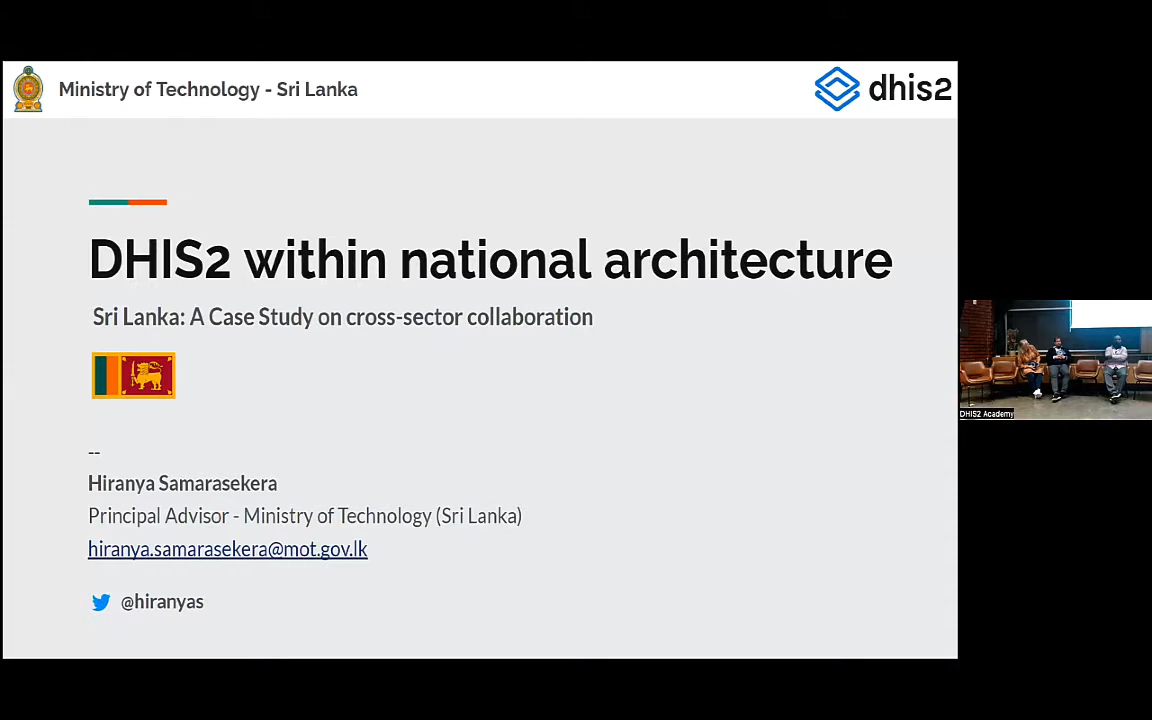 Ministry of Technology - Sri Lanka
dhis2
DHIS2 within national architecture
Sri Lanka: A Case Study on cross-sector collaboration
--
Hiranya Samarasekera
Principal Advisor - Ministry of Technology (Sri Lanka)
hiranya.samarasekera@mot.gov.lk
@hiranyas
DHIS2 Academy